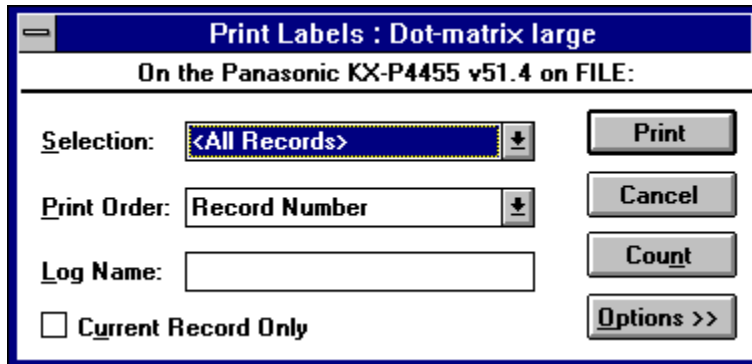 Print Labels : Dot-matrix large
On the Panasonic KX-P4455 v51.4 on FILE:
Selection: <All Records> Print
Print Order: Record Number Cancel
Log Name: Count
Current Record Only Options >>